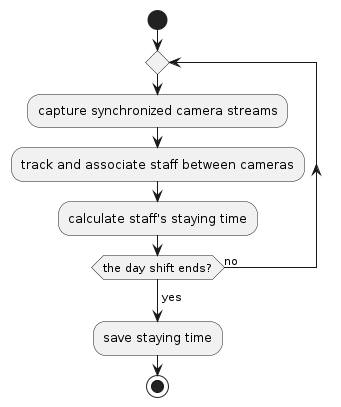 capture synchronized camera streams
track and associate staff between cameras
calculate staff's staying time
the day shift ends?
no
yes
save staying time